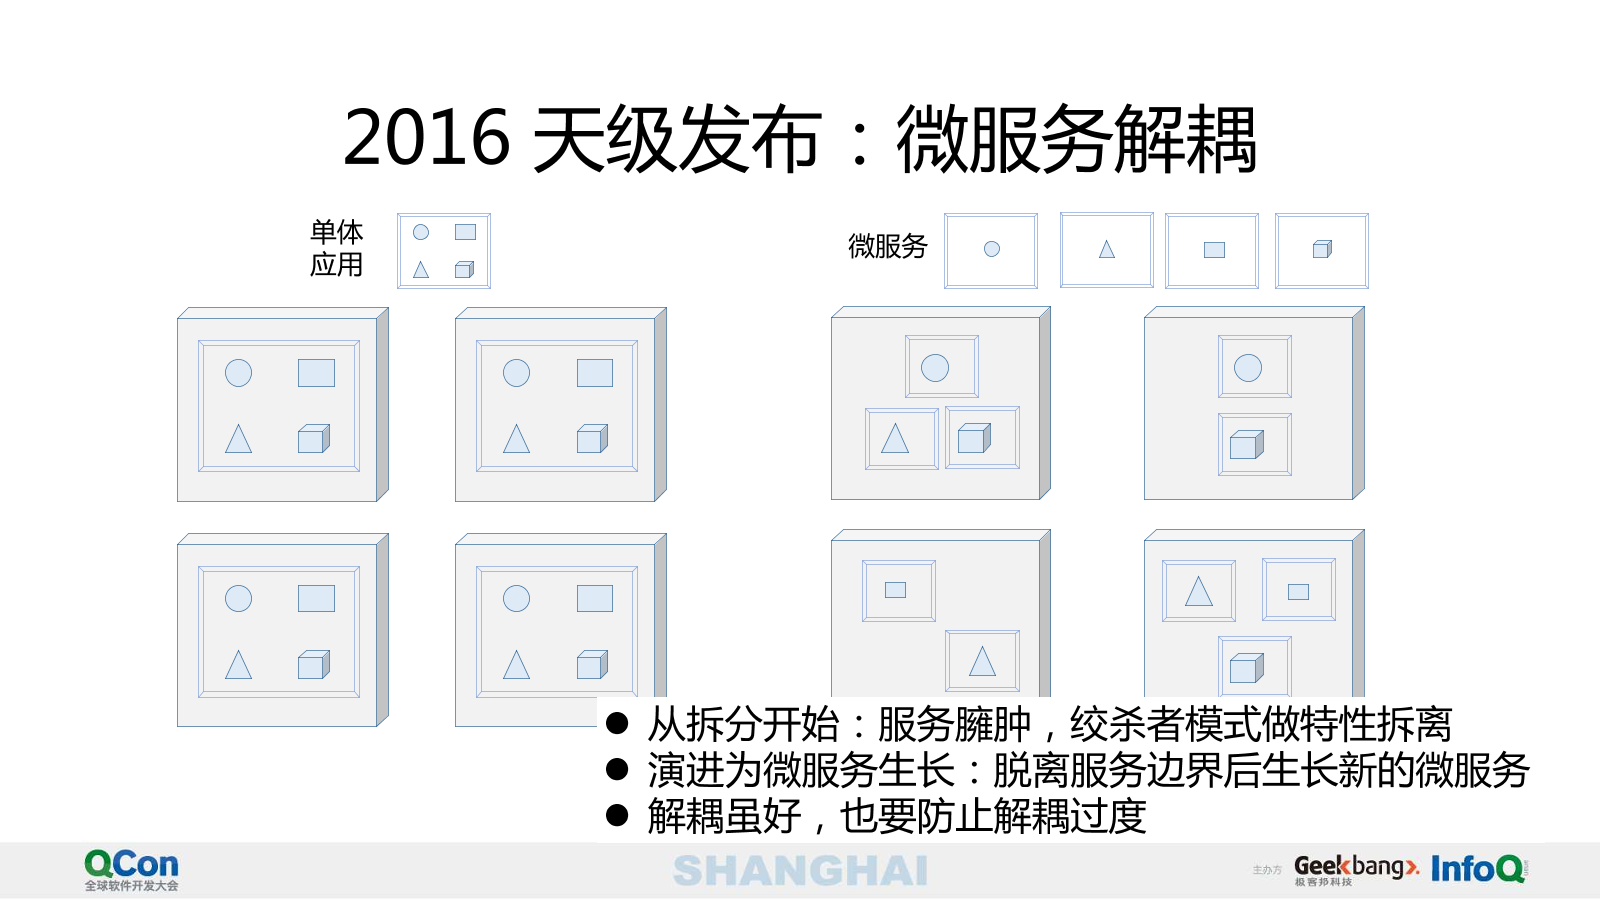 2016 天级发布：微服务解耦
单体
应用
微服务
● 从拆分开始：服务臃肿，绞杀者模式做特性拆离
● 演进为微服务生长：脱离服务边界后生长新的微服务
● 解耦虽好，也要防止解耦过度
QCon
全球软件开发大会
SHANGHAI
主办方
Geekbang>.
极客邦科技
InfoQ